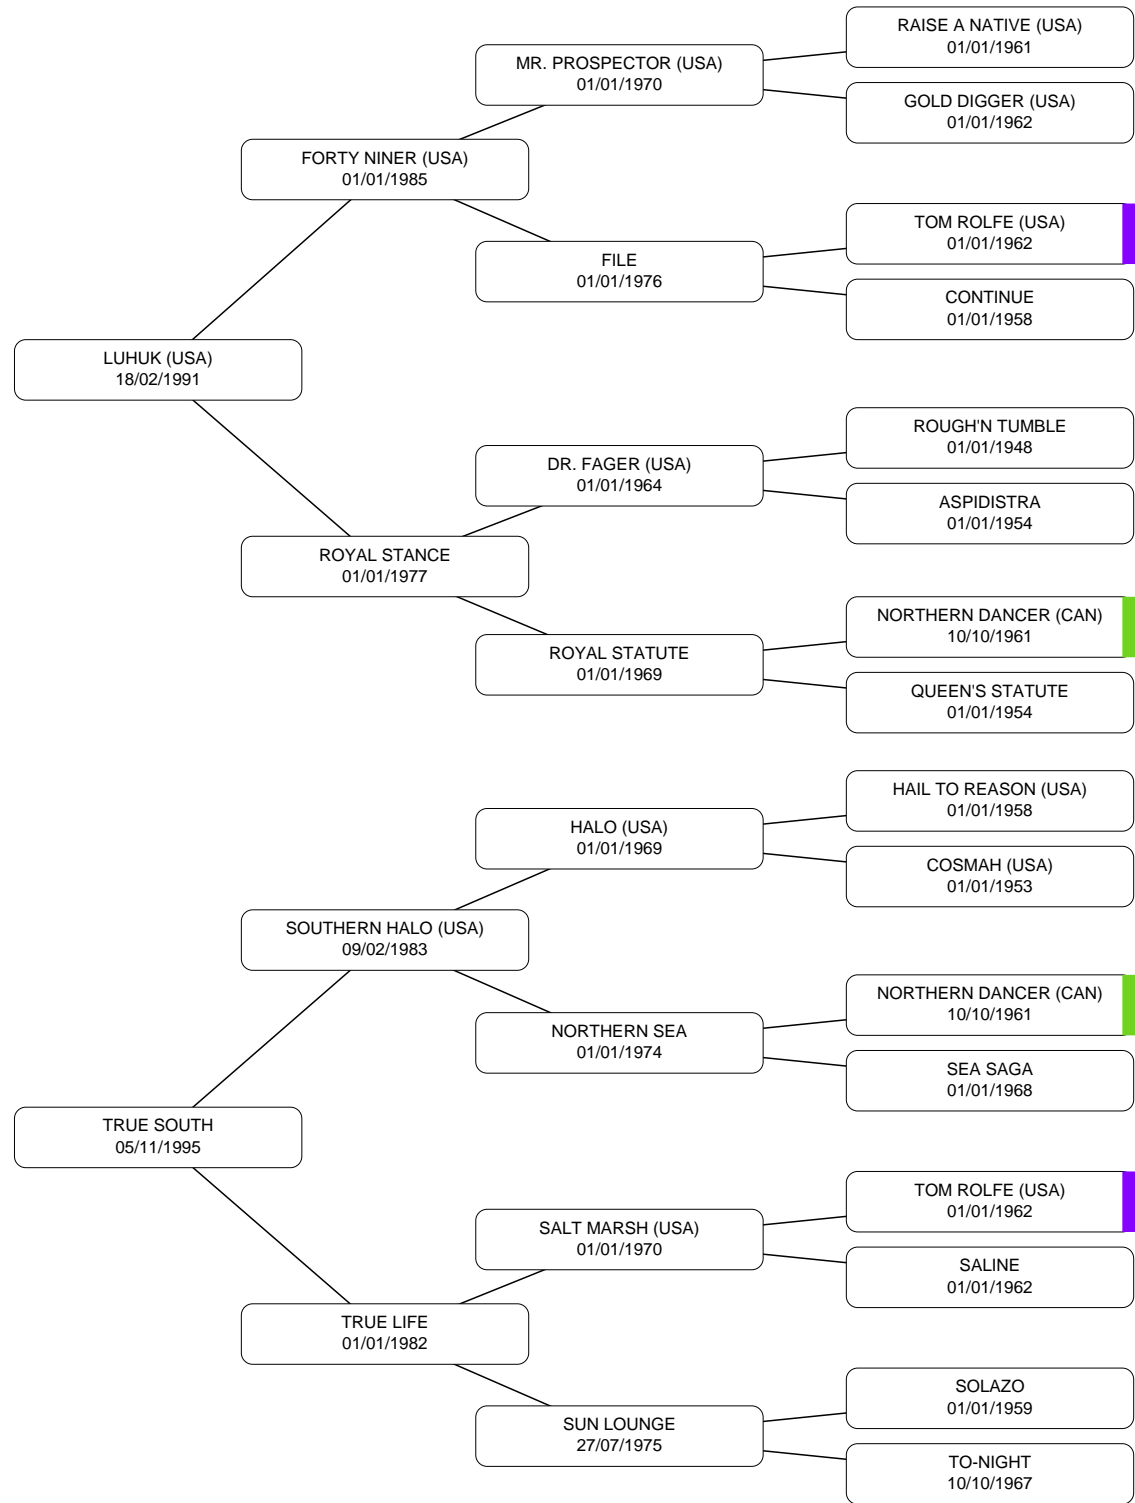 RAISE A NATIVE (USA)
01/01/1961
MR. PROSPECTOR (USA)
01/01/1970
GOLD DIGGER (USA)
01/01/1962
FORTY NINER (USA)
01/01/1985
TOM ROLFE (USA)
01/01/1962
FILE
01/01/1976
CONTINUE
01/01/1958
LUHUK (USA)
18/02/1991
ROUGH'N TUMBLE
01/01/1948
DR. FAGER (USA)
01/01/1964
ASPIDISTRA
01/01/1954
ROYAL STANCE
01/01/1977
NORTHERN DANCER (CAN)
10/10/1961
ROYAL STATUTE
01/01/1969
QUEEN'S STATUTE
01/01/1954
HAIL TO REASON (USA)
01/01/1958
HALO (USA)
01/01/1969
COSMAH (USA)
01/01/1953
SOUTHERN HALO (USA)
09/02/1983
NORTHERN DANCER (CAN)
10/10/1961
NORTHERN SEA
01/01/1974
SEA SAGA
01/01/1968
TRUE SOUTH
05/11/1995
TOM ROLFE (USA)
01/01/1962
SALT MARSH (USA)
01/01/1970
SALINE
01/01/1962
TRUE LIFE
01/01/1982
SOLAZO
01/01/1959
SUN LOUNGE
27/07/1975
TO-NIGHT
10/10/1967